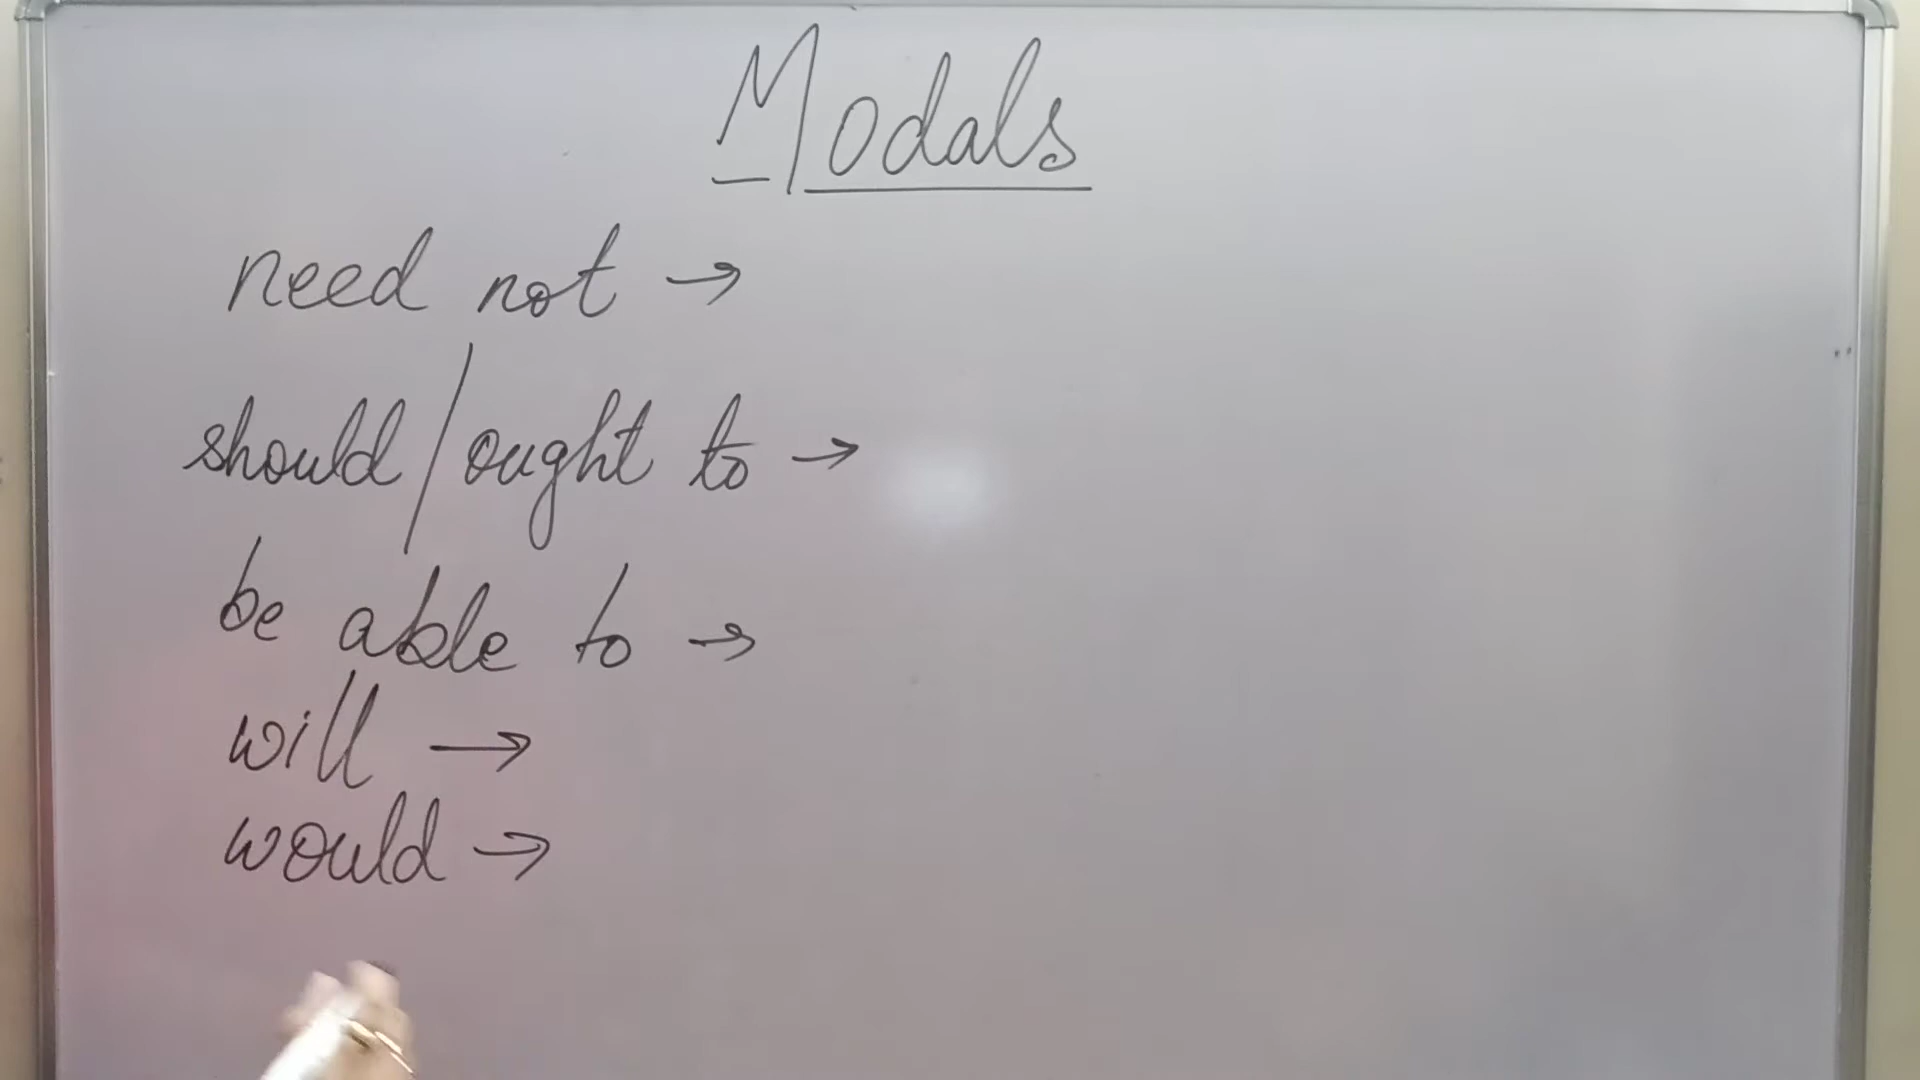 Modals
need not →
should/ought to →
be able to →
will →
would →